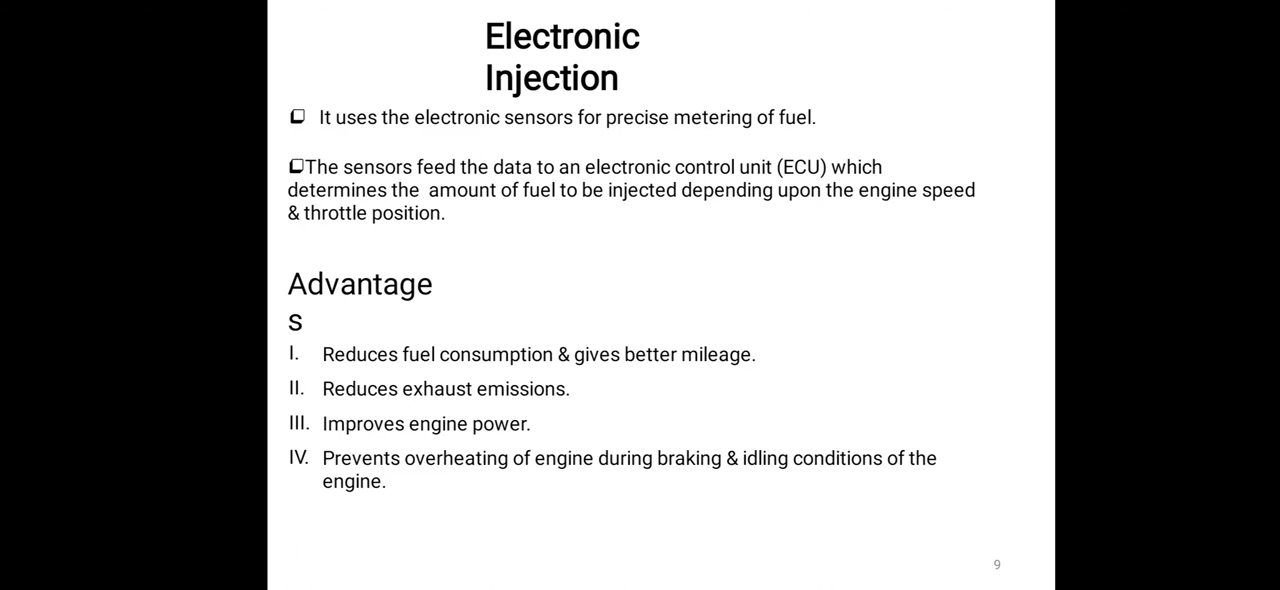 Electronic
Injection
❑ It uses the electronic sensors for precise metering of fuel.
❑The sensors feed the data to an electronic control unit (ECU) which
determines the amount of fuel to be injected depending upon the engine speed
& throttle position.
Advantage
s
I. Reduces fuel consumption & gives better mileage.
II. Reduces exhaust emissions.
III. Improves engine power.
IV. Prevents overheating of engine during braking & idling conditions of the
engine.
9